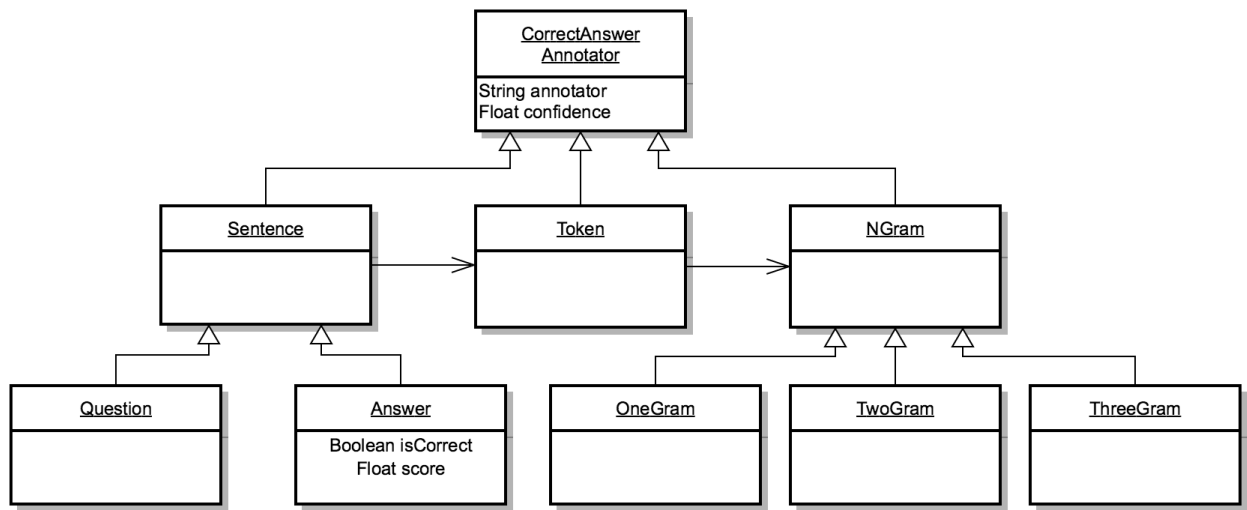 CorrectAnswer
Annotator
String annotator
Float confidence
Sentence
Token
NGram
Question
Answer
Boolean isCorrect
Float score
OneGram
TwoGram
ThreeGram